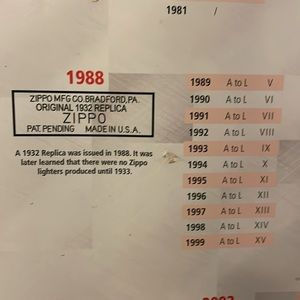 1981 /
1988
ZIPPO MFG CO. BRADFORD, PA.
ORIGINAL 1932 REPLICA
ZIPPO
PAT. PENDING MADE IN U.S.A.
A 1932 Replica was issued in 1988. It was
later learned that there were no Zippo
lighters produced until 1933.
1989 A to L V
1990 A to L VI
1991 A to L VII
1992 A to L VIII
1993 A to L IX
1994 A to L X
1995 A to L XI
1996 A to L XII
1997 A to L XIII
1998 A to L XIV
1999 A to L XV